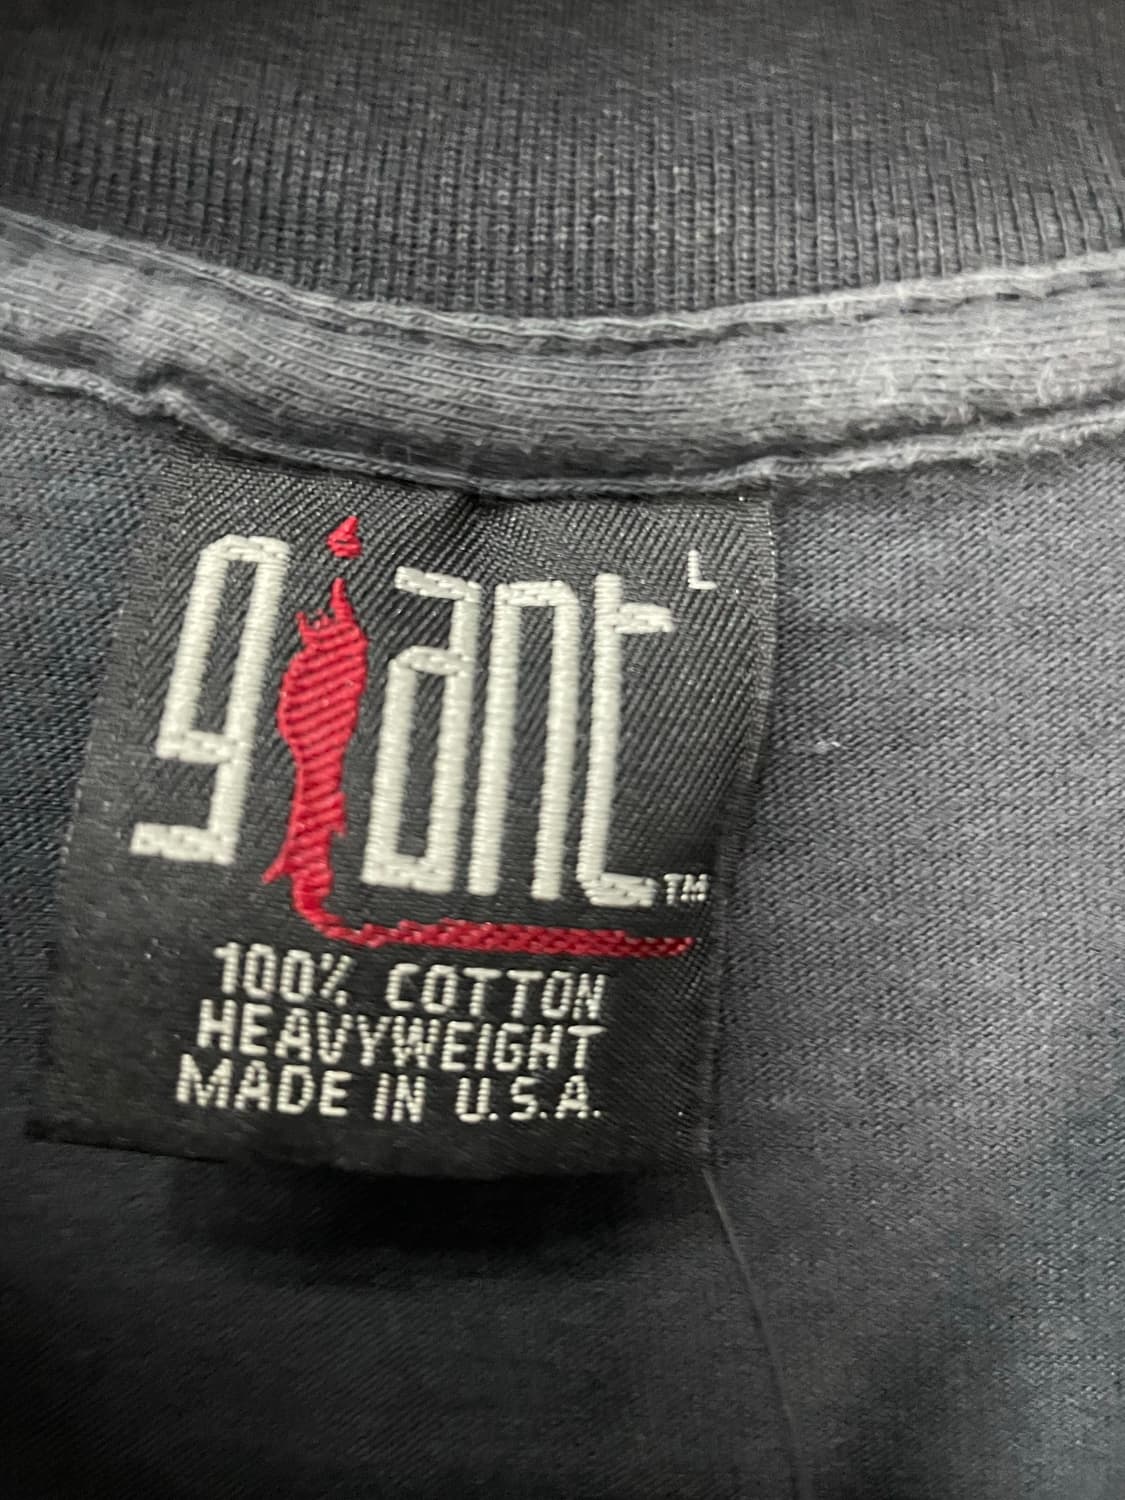 giant L
TM
100% COTTON
HEAVYWEIGHT
MADE IN U.S.A.